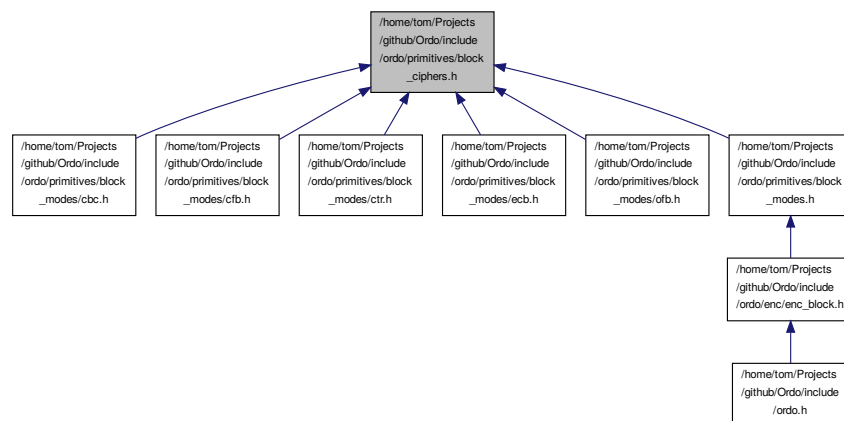 /home/tom/Projects
/github/Ordo/include
/ordo/primitives/block
_ciphers.h
/home/tom/Projects
/github/Ordo/include
/ordo/primitives/block
_modes/cbc.h
/home/tom/Projects
/github/Ordo/include
/ordo/primitives/block
_modes/cfb.h
/home/tom/Projects
/github/Ordo/include
/ordo/primitives/block
_modes/ctr.h
/home/tom/Projects
/github/Ordo/include
/ordo/primitives/block
_modes/ecb.h
/home/tom/Projects
/github/Ordo/include
/ordo/primitives/block
_modes/ofb.h
/home/tom/Projects
/github/Ordo/include
/ordo/primitives/block
_modes.h
/home/tom/Projects
/github/Ordo/include
/ordo/enc/enc_block.h
/home/tom/Projects
/github/Ordo/include
/ordo.h